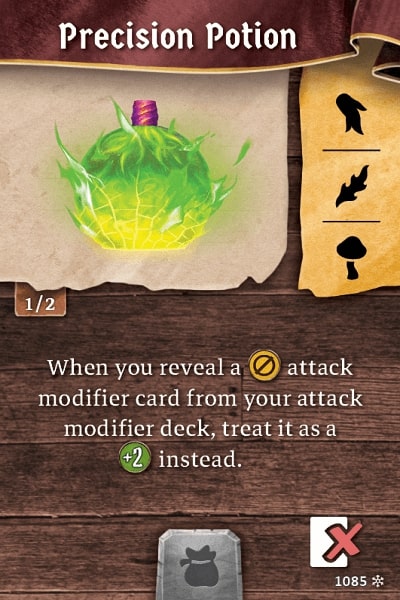 Precision Potion
1/2
When you reveal a attack
modifier card from your attack
modifier deck, treat it as a
+2 instead.
1085